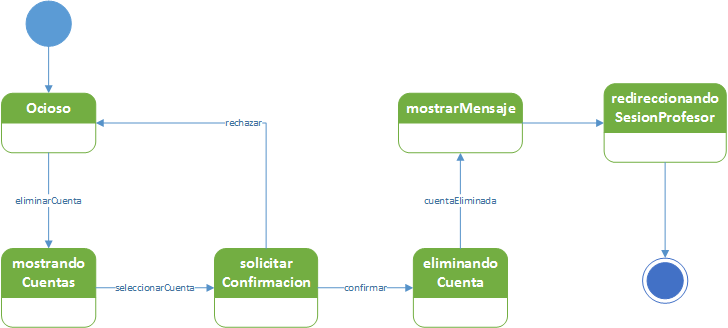 Ocioso
mostrarMensaje
redireccionando
SesionProfesor
rechazar
eliminarCuenta
cuentaEliminada
mostrando
Cuentas
seleccionarCuenta
solicitar
Confirmacion
confirmar
eliminando
Cuenta